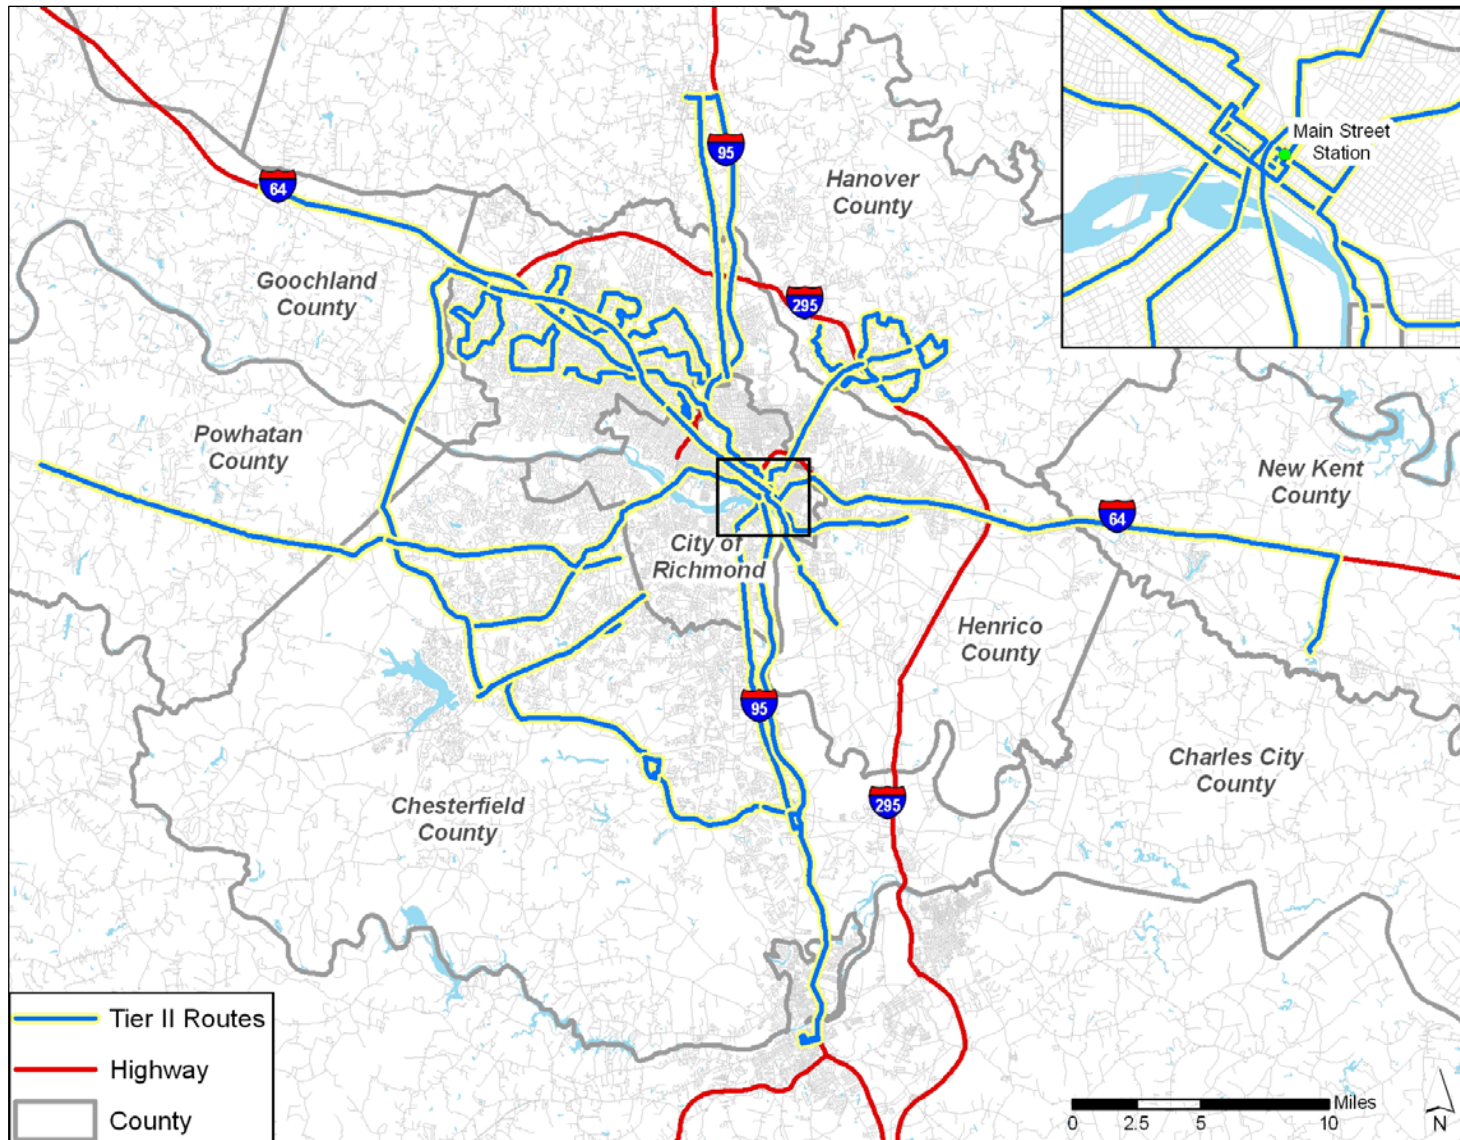 95
Hanover
County
64
Goochland
County
295
Main Street
Station
Powhatan
County
New Kent
County
64
City of
Richmond
Henrico
County
95
Charles City
County
295
Chesterfield
County
Tier II Routes
Highway
County
Miles
0 2.5 5 10
N